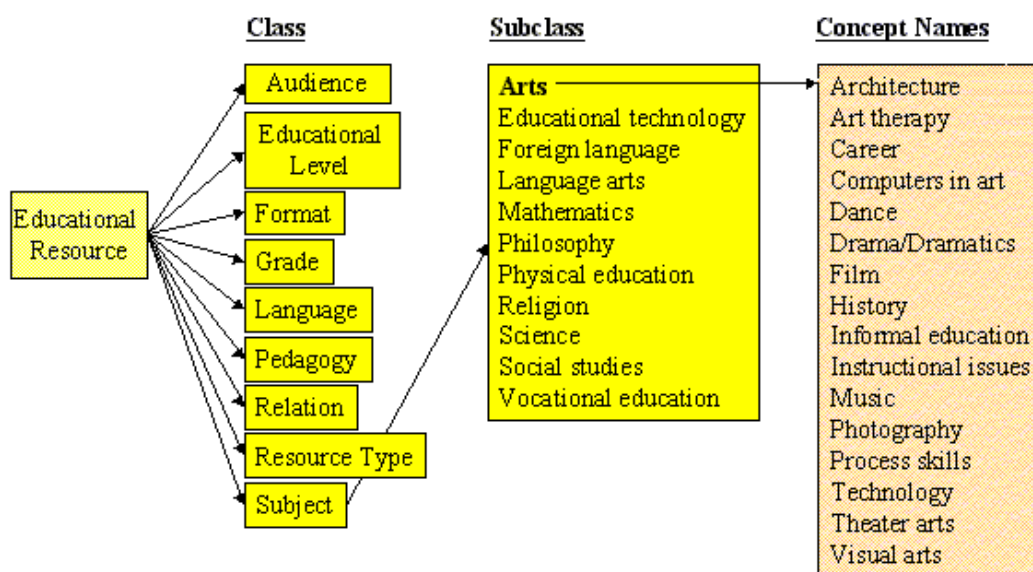 Class
Subclass
Concept Names
Educational
Resource
Audience
Educational
Level
Format
Grade
Language
Pedagogy
Relation
Resource Type
Subject
Arts
Educational technology
Foreign language
Language arts
Mathematics
Philosophy
Physical education
Religion
Science
Social studies
Vocational education
Architecture
Art therapy
Career
Computers in art
Dance
Drama/Dramatics
Film
History
Informal education
Instructional issues
Music
Photography
Process skills
Technology
Theater arts
Visual arts